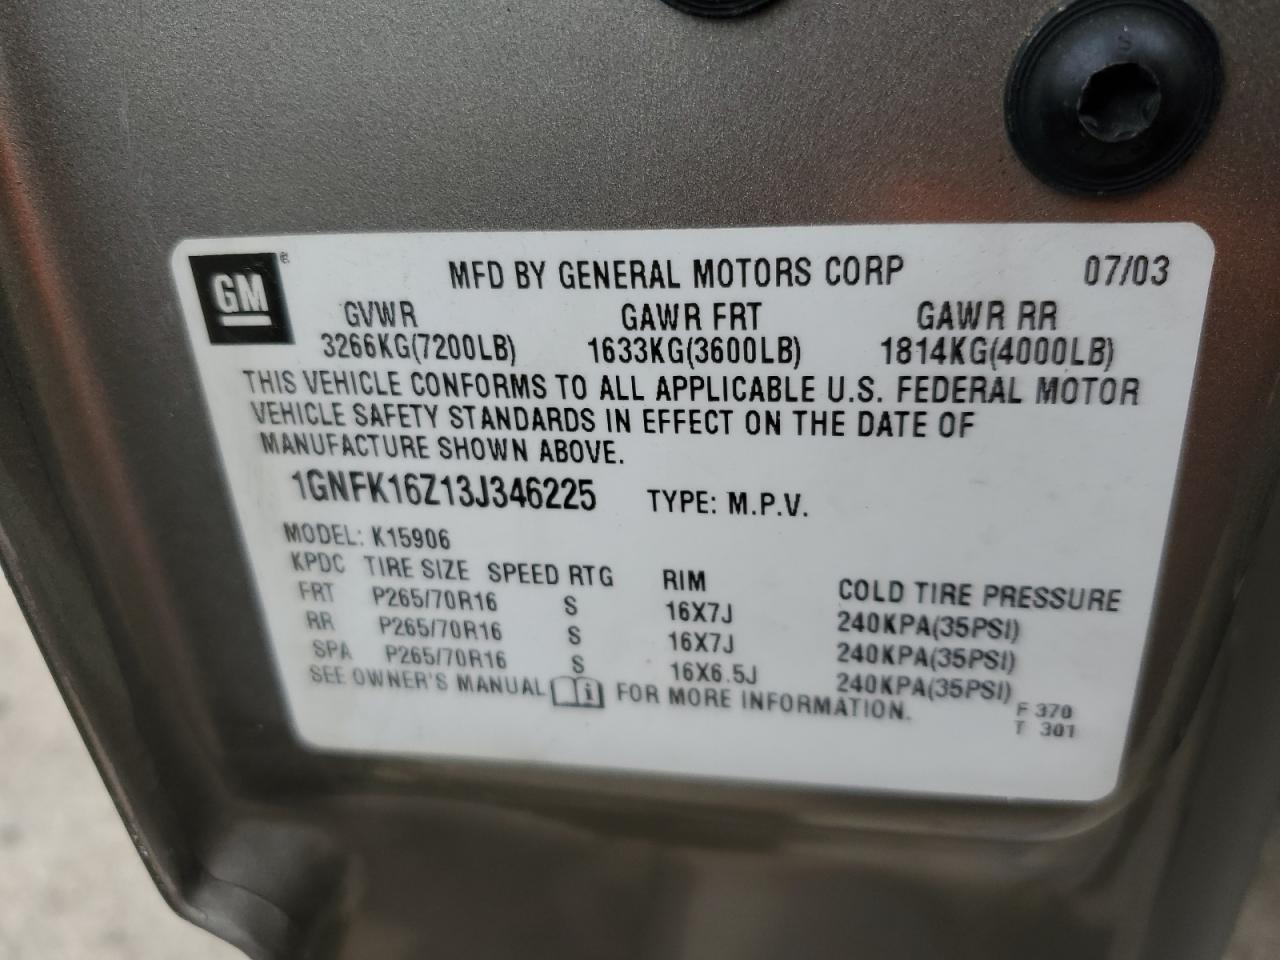 GM® MFD BY GENERAL MOTORS CORP 07/03
GVWR GAWR FRT GAWR RR
3266KG(7200LB) 1633KG(3600LB) 1814KG(4000LB)
THIS VEHICLE CONFORMS TO ALL APPLICABLE U.S. FEDERAL MOTOR
VEHICLE SAFETY STANDARDS IN EFFECT ON THE DATE OF
MANUFACTURE SHOWN ABOVE.
1GNFK16Z13J346225 TYPE: M.P.V.
MODEL: K15906
KPDC TIRE SIZE SPEED RTG RIM COLD TIRE PRESSURE
FRT P265/70R16 S 16X7J 240KPA(35PSI)
RR P265/70R16 S 16X7J 240KPA(35PSI)
SPA P265/70R16 S 16X6.5J 240KPA(35PSI)
SEE OWNER'S MANUAL i FOR MORE INFORMATION.
F 370
T 301
S